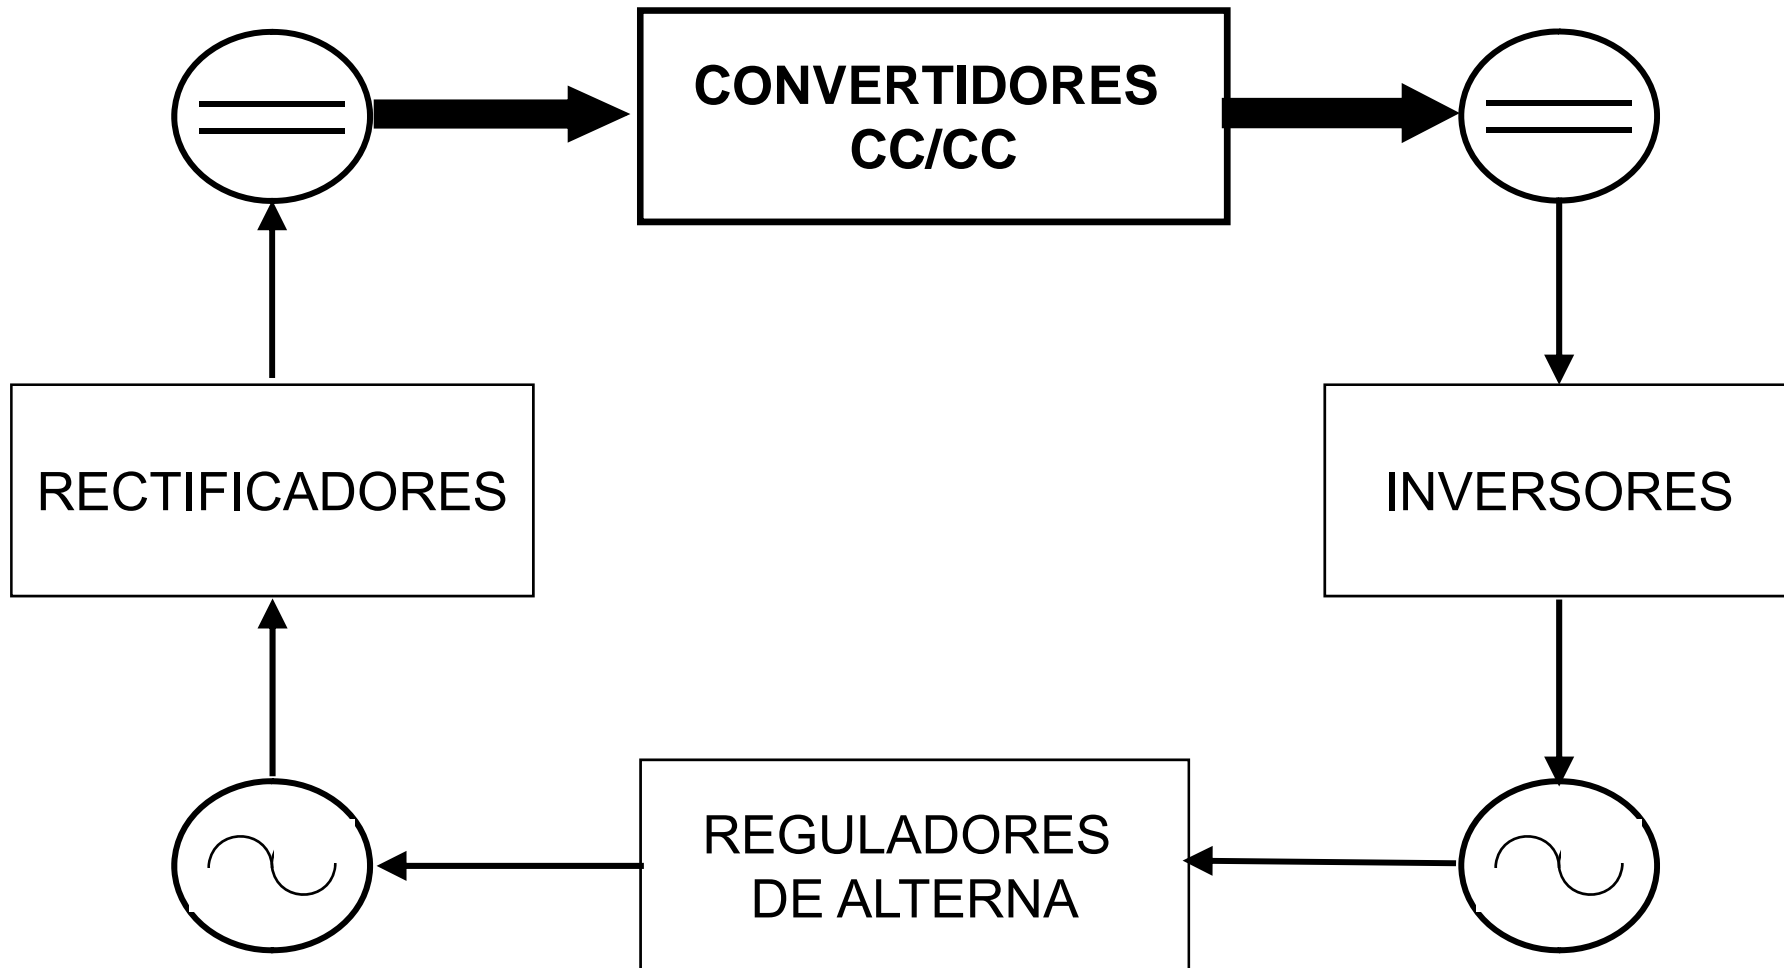 CONVERTIDORES
CC/CC
RECTIFICADORES
INVERSORES
REGULADORES
DE ALTERNA